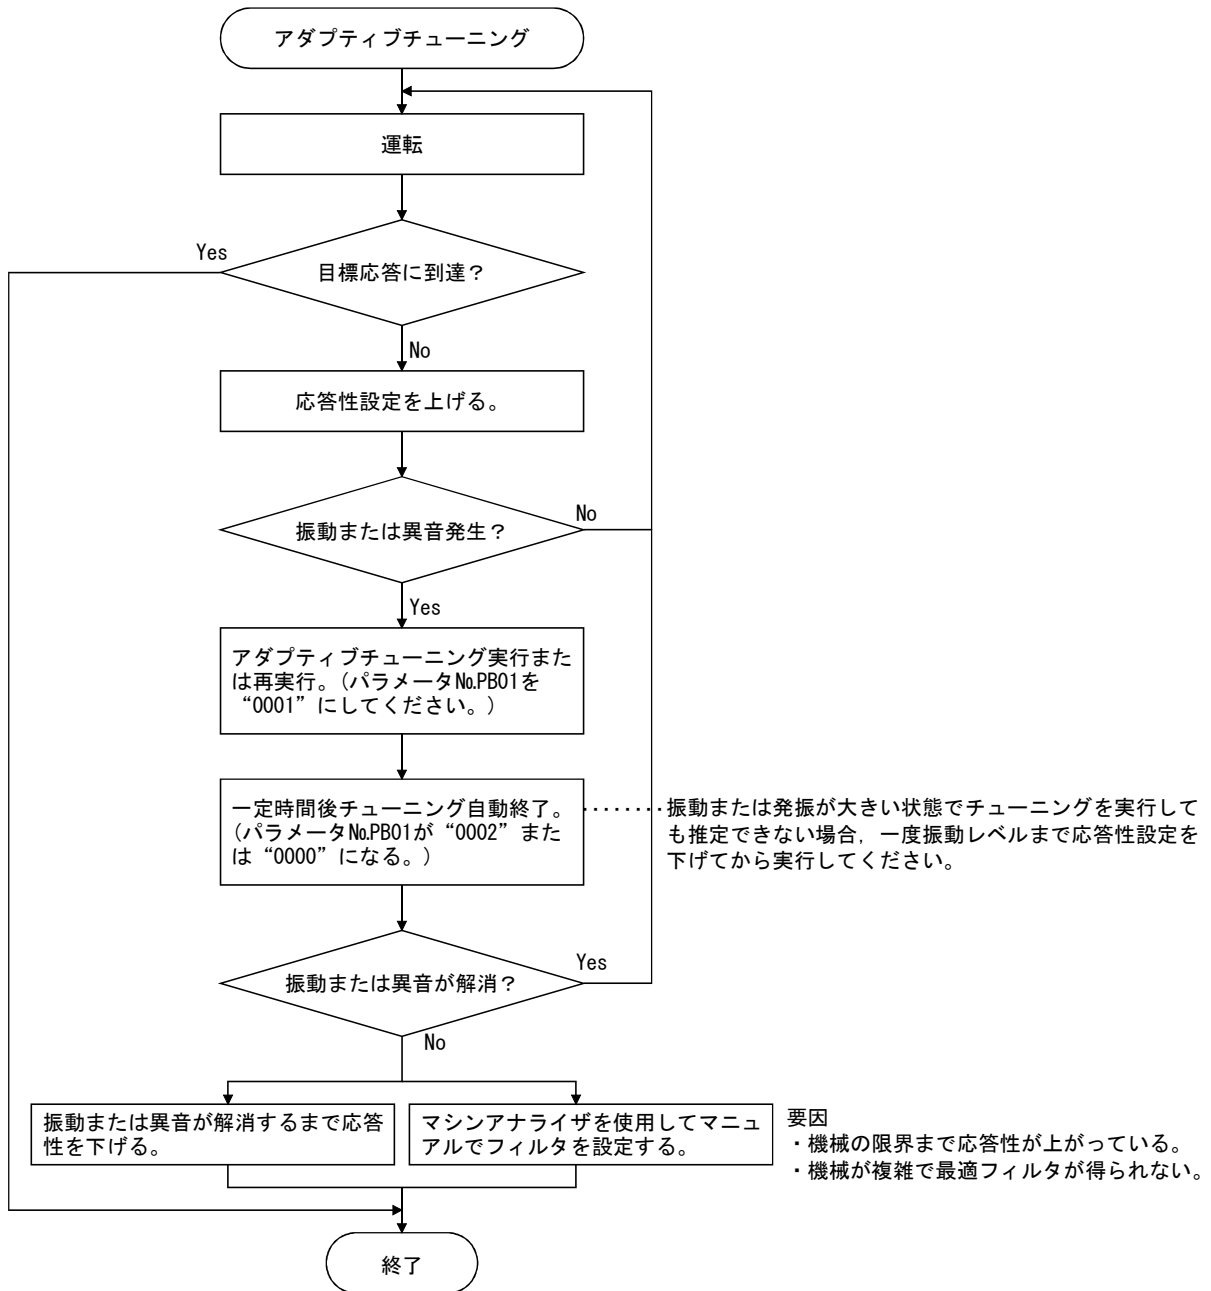 アダプティブチューニング
運転
Yes
目標応答に到達？
No
応答性設定を上げる。
No
振動または異音発生？
Yes
アダプティブチューニング実行また
は再実行。（パラメータ№PB01を
“0001”にしてください。）
一定時間後チューニング自動終了。
（パラメータ№PB01が“0002”また
は“0000”になる。）
振動または発振が大きい状態でチューニングを実行して
も推定できない場合，一度振動レベルまで応答性設定を
下げてから実行してください。
Yes
振動または異音が解消？
No
振動または異音が解消するまで応答
性を下げる。
マシンアナライザを使用してマニュ
アルでフィルタを設定する。
要因
・機械の限界まで応答性が上がっている。
・機械が複雑で最適フィルタが得られない。
終了